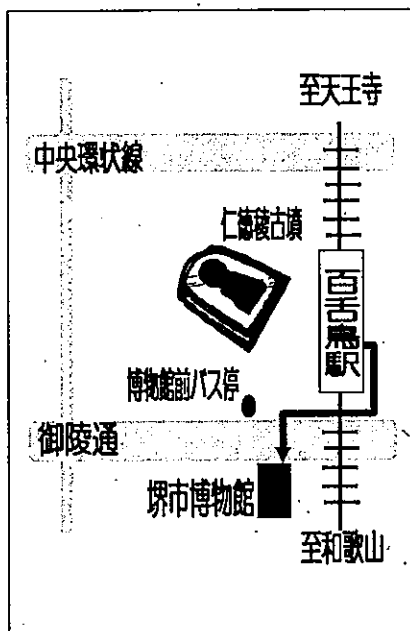 至天王寺
中央環状線
仁徳稜古墳
百舌鳥駅
博物館前バス停
御陵通
堺市博物館
至和歌山